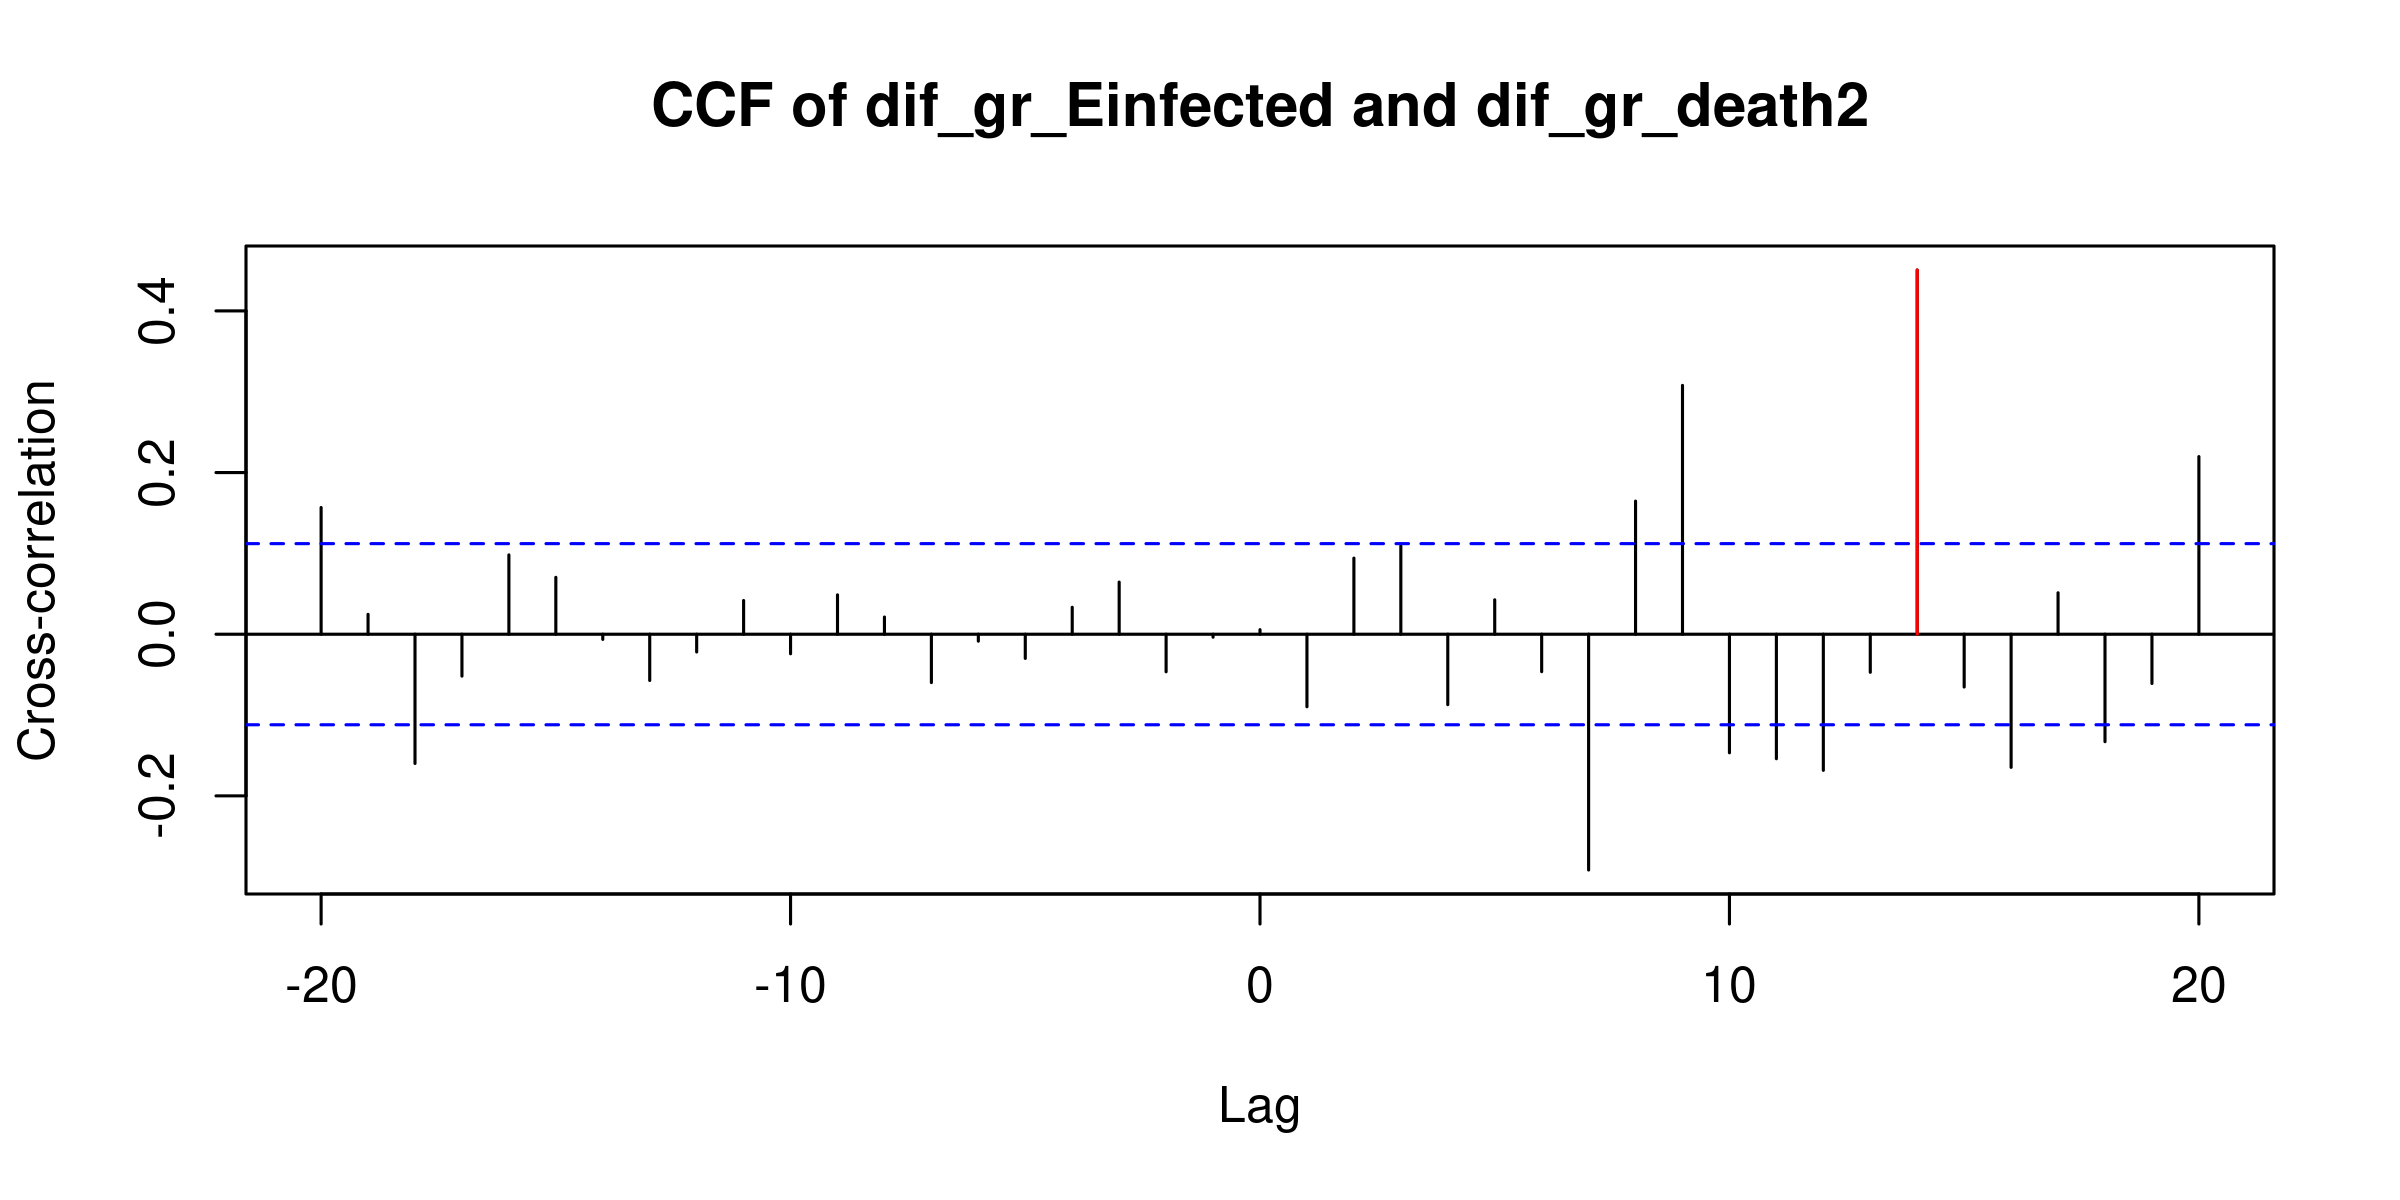 CCF of dif_gr_Einfected and dif_gr_death2
Cross-correlation
0.4
0.2
0.0
-0.2
-20 -10 0 10 20
Lag